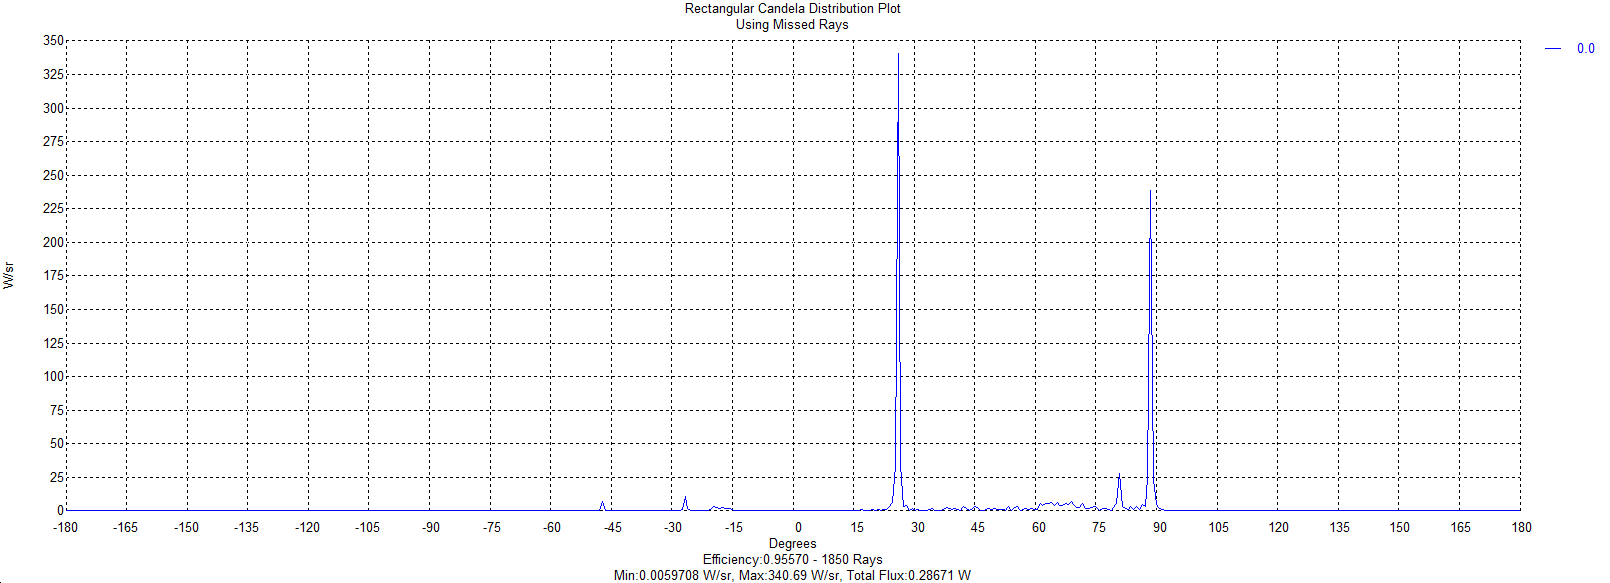 Rectangular Candela Distribution Plot
Using Missed Rays
350
325
300
275
250
225
200
175
150
125
100
75
50
25
0
W/sr
0.0
-180 -165 -150 -135 -120 -105 -90 -75 -60 -45 -30 -15 0 15 30 45 60 75 90 105 120 135 150 165 180
Degrees
Efficiency:0.95570 - 1850 Rays
Min:0.0059708 W/sr, Max:340.69 W/sr, Total Flux:0.28671 W